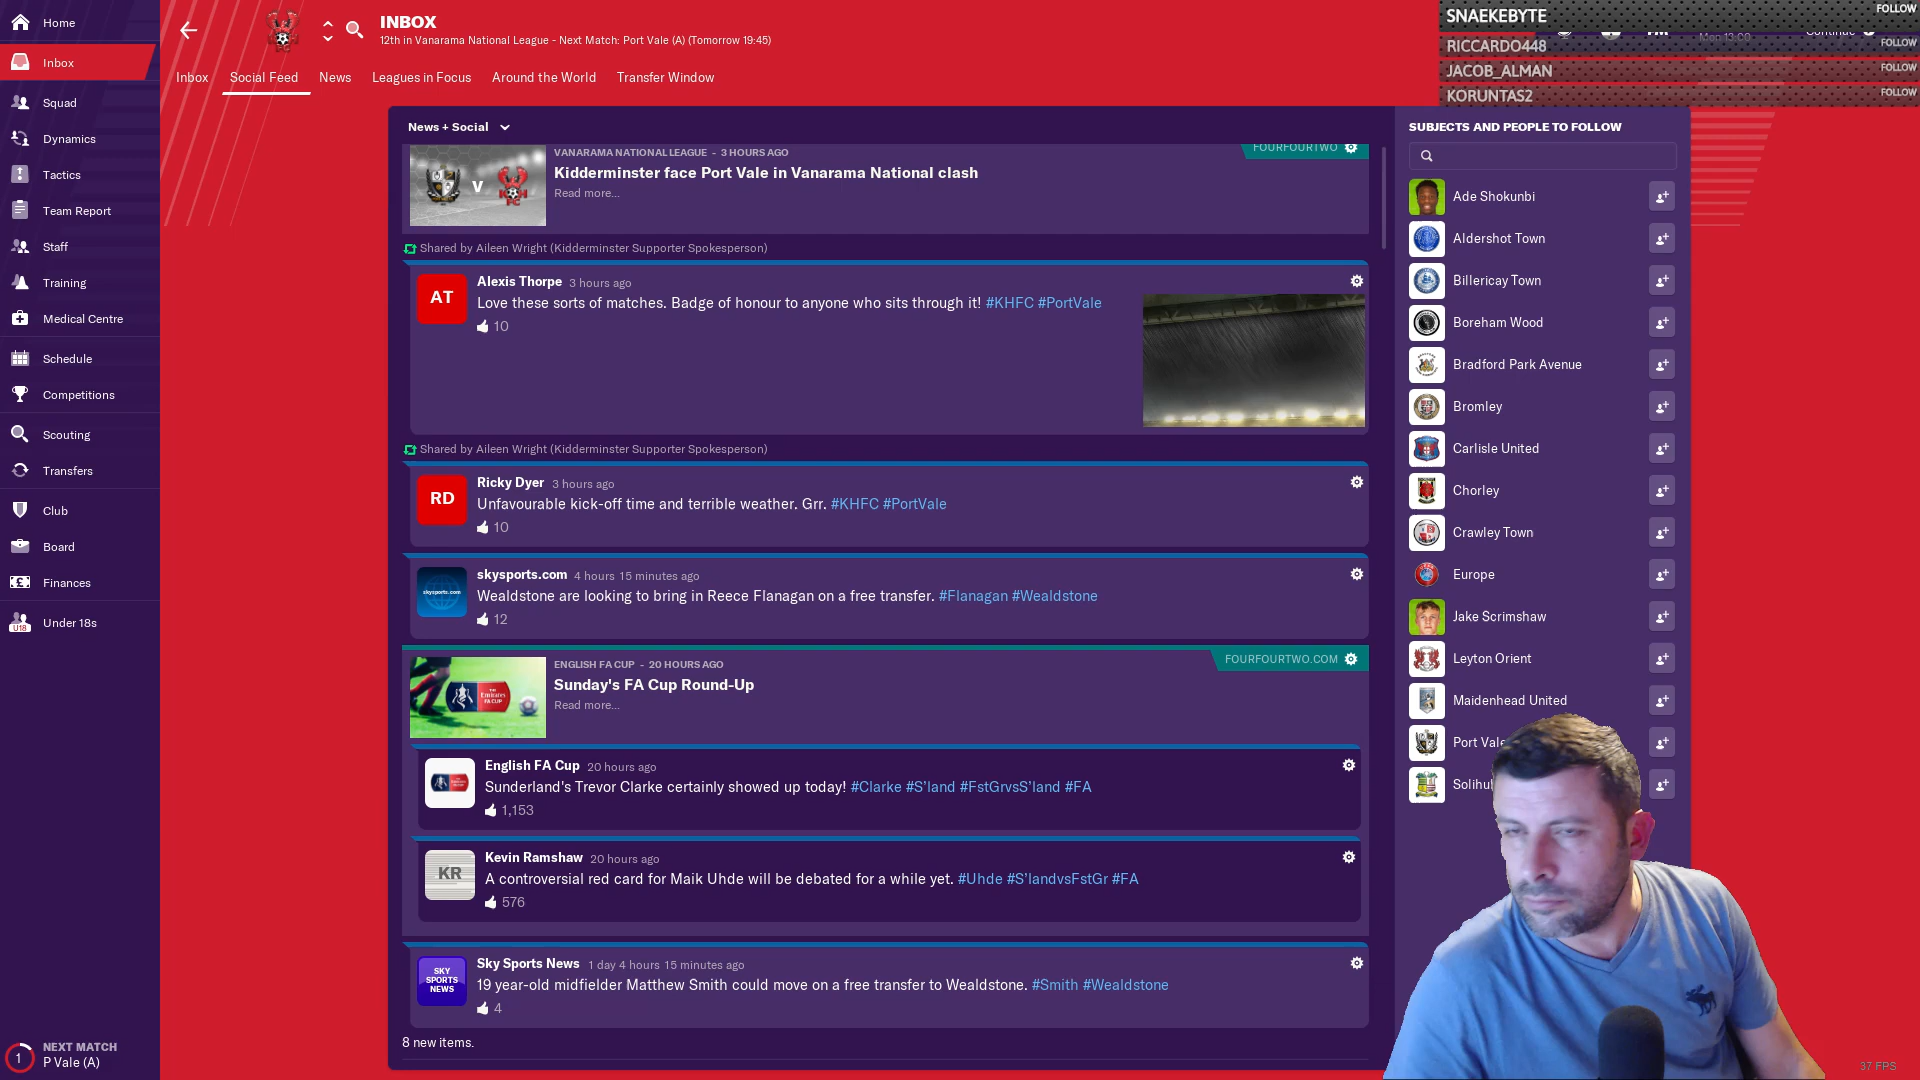 Home
Inbox
Squad
Dynamics
Tactics
Team Report
Staff
Training
Medical Centre
Schedule
Competitions
Scouting
Transfers
Club
Board
Finances
Under 18s
U18
1
NEXT MATCH
P Vale (A)
INBOX
12th in Vanarama National League - Next Match: Port Vale (A) (Tomorrow 19:45)
Inbox Social Feed News Leagues in Focus Around the World Transfer Window
SNAEKEBYTE FOLLOW
RICCARDO448 FOLLOW
JACOB_ALMAN FOLLOW
KORUNTAS2 FOLLOW
News + Social
VANARAMA NATIONAL LEAGUE - 3 HOURS AGO
FOURFOURTWO
V
Kidderminster face Port Vale in Vanarama National clash
Read more...
Shared by Aileen Wright (Kidderminster Supporter Spokesperson)
AT
Alexis Thorpe 3 hours ago
Love these sorts of matches. Badge of honour to anyone who sits through it! #KHFC #PortVale
10
Shared by Aileen Wright (Kidderminster Supporter Spokesperson)
RD
Ricky Dyer 3 hours ago
Unfavourable kick-off time and terrible weather. Grr. #KHFC #PortVale
10
skysports.com
skysports.com 4 hours 15 minutes ago
Wealdstone are looking to bring in Reece Flanagan on a free transfer. #Flanagan #Wealdstone
12
ENGLISH FA CUP - 20 HOURS AGO
FOURFOURTWO.COM
Sunday's FA Cup Round-Up
Read more...
English FA Cup 20 hours ago
Sunderland's Trevor Clarke certainly showed up today! #Clarke #S'land #FstGrvsS'land #FA
1,153
KR
Kevin Ramshaw 20 hours ago
A controversial red card for Maik Uhde will be debated for a while yet. #Uhde #S'landvsFstGr #FA
576
SKY
SPORTS
NEWS
Sky Sports News 1 day 4 hours 15 minutes ago
19 year-old midfielder Matthew Smith could move on a free transfer to Wealdstone. #Smith #Wealdstone
4
8 new items.
SUBJECTS AND PEOPLE TO FOLLOW
Ade Shokunbi
Aldershot Town
Billericay Town
Boreham Wood
Bradford Park Avenue
Bromley
Carlisle United
Chorley
Crawley Town
Europe
Jake Scrimshaw
Leyton Orient
Maidenhead United
Port Vale
Solihu
37 FPS